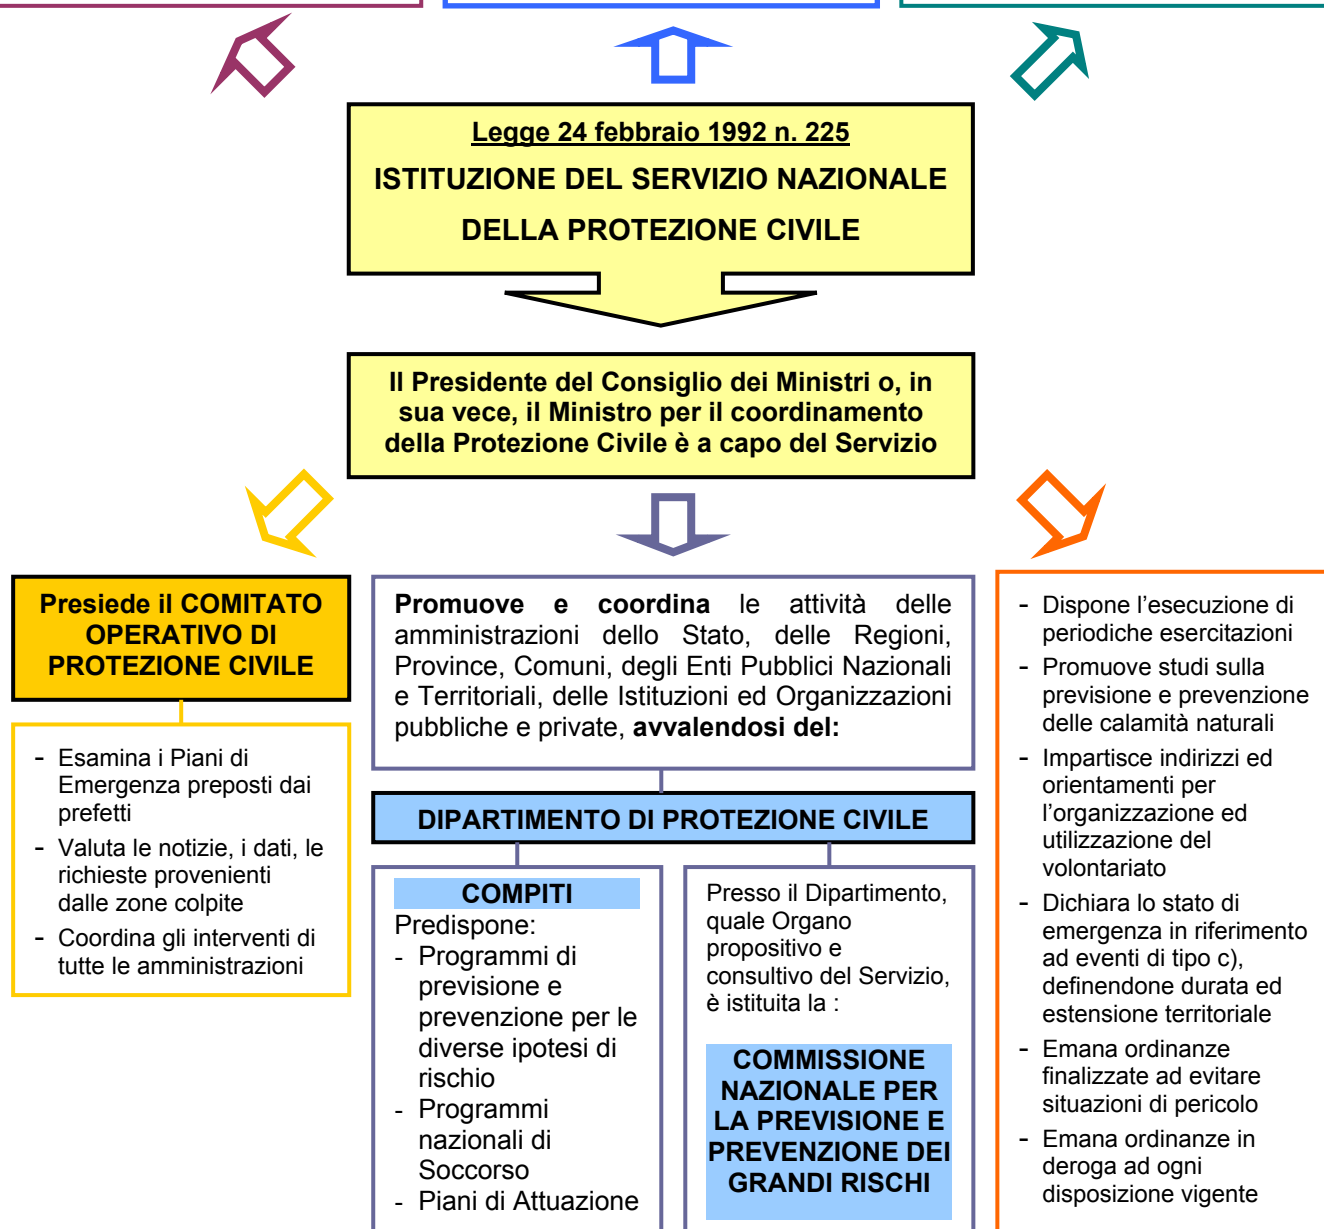 Legge 24 febbraio 1992 n. 225
ISTITUZIONE DEL SERVIZIO NAZIONALE
DELLA PROTEZIONE CIVILE
Il Presidente del Consiglio dei Ministri o, in
sua vece, il Ministro per il coordinamento
della Protezione Civile è a capo del Servizio
Presiede il COMITATO
OPERATIVO DI
PROTEZIONE CIVILE
- Esamina i Piani di
Emergenza preposti dai
prefetti
- Valuta le notizie, i dati, le
richieste provenienti
dalle zone colpite
- Coordina gli interventi di
tutte le amministrazioni
Promuove e coordina le attività delle
amministrazioni dello Stato, delle Regioni,
Province, Comuni, degli Enti Pubblici Nazionali
e Territoriali, delle Istituzioni ed Organizzazioni
pubbliche e private, avvalendosi del:
DIPARTIMENTO DI PROTEZIONE CIVILE
COMPITI
Predispone:
- Programmi di
previsione e
prevenzione per le
diverse ipotesi di
rischio
- Programmi
nazionali di
Soccorso
- Piani di Attuazione
Presso il Dipartimento,
quale Organo
propositivo e
consultivo del Servizio,
è istituita la :
COMMISSIONE
NAZIONALE PER
LA PREVISIONE E
PREVENZIONE DEI
GRANDI RISCHI
- Dispone l’esecuzione di
periodiche esercitazioni
- Promuove studi sulla
previsione e prevenzione
delle calamità naturali
- Impartisce indirizzi ed
orientamenti per
l’organizzazione ed
utilizzazione del
volontariato
- Dichiara lo stato di
emergenza in riferimento
ad eventi di tipo c),
definendone durata ed
estensione territoriale
- Emana ordinanze
finalizzate ad evitare
situazioni di pericolo
- Emana ordinanze in
deroga ad ogni
disposizione vigente